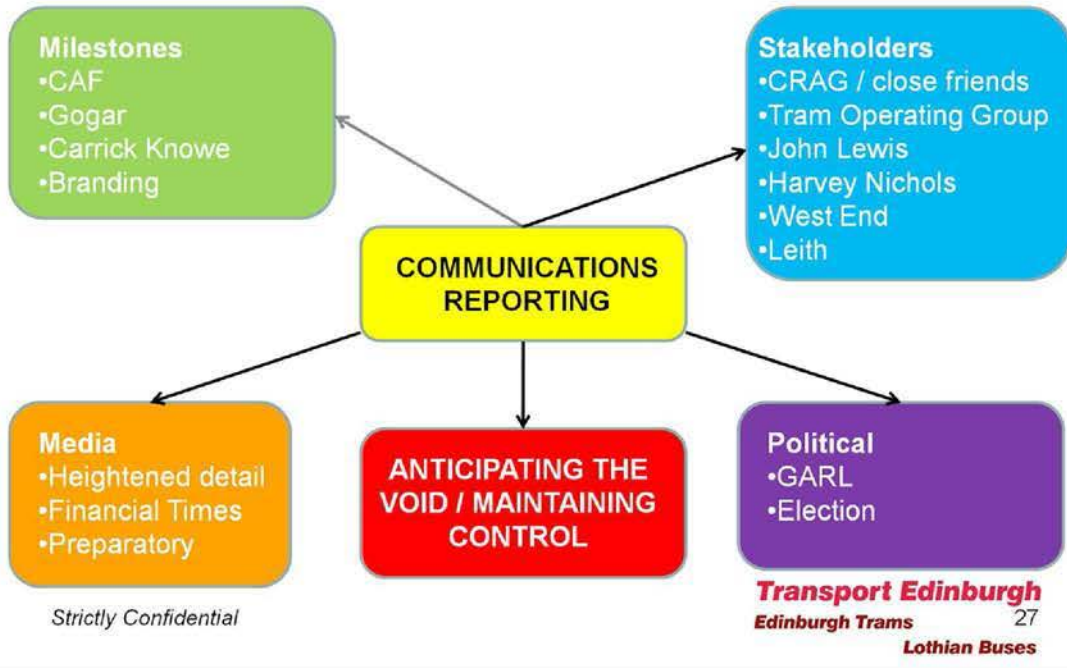 Milestones
•CAF
•Gogar
•Carrick Knowe
•Branding
Stakeholders
•CRAG / close friends
•Tram Operating Group
•John Lewis
•Harvey Nichols
•West End
•Leith
COMMUNICATIONS
REPORTING
Media
•Heightened detail
•Financial Times
•Preparatory
ANTICIPATING THE
VOID / MAINTAINING
CONTROL
Political
•GARL
•Election
Strictly Confidential
Transport Edinburgh
Edinburgh Trams
27
Lothian Buses